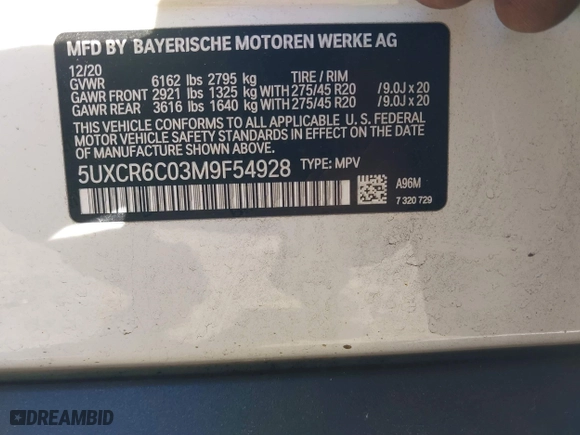 MFD BY BAYERISCHE MOTOREN WERKE AG
12/20
GVWR 6162 lbs 2795 kg TIRE / RIM
GAWR FRONT 2921 lbs 1325 kg WITH 275/45 R20 / 9.0J x 20
GAWR REAR 3616 lbs 1640 kg WITH 275/45 R20 / 9.0J x 20
THIS VEHICLE CONFORMS TO ALL APPLICABLE U. S. FEDERAL
MOTOR VEHICLE SAFETY STANDARDS IN EFFECT ON THE DATE
OF MANUFACTURE SHOWN ABOVE.
5UXCR6C03M9F54928 TYPE: MPV
A96M
7 320 729
DREAMBID